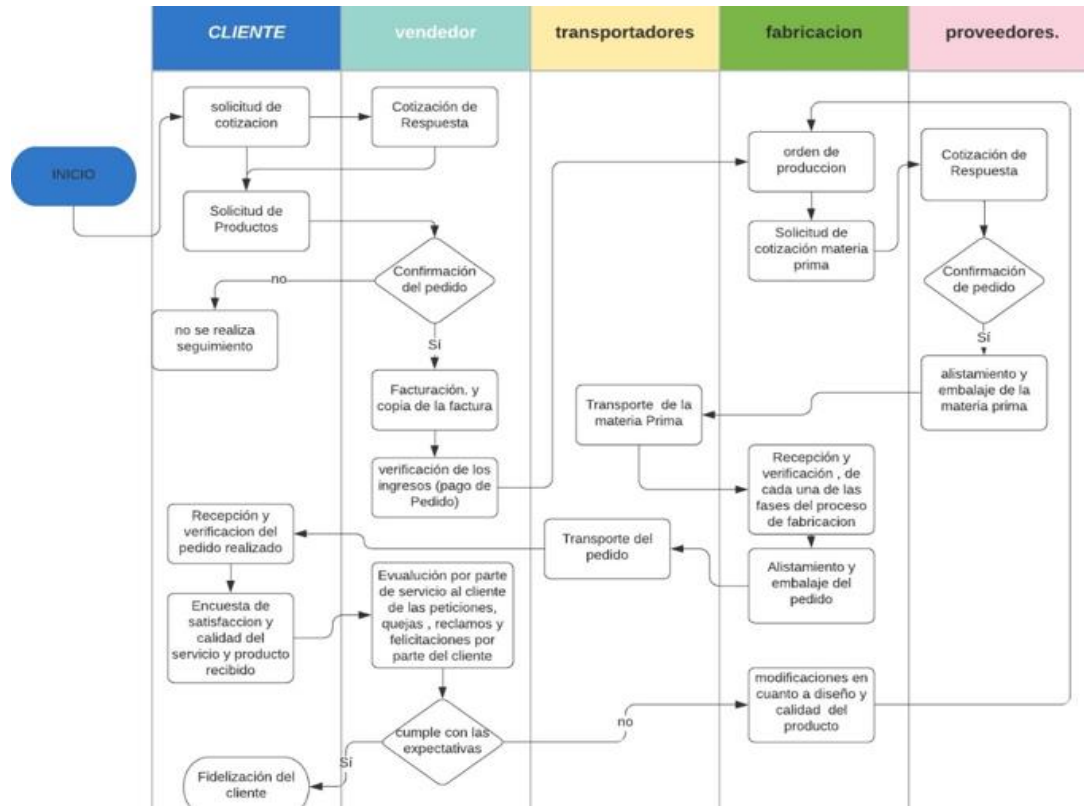 CLIENTE
vendedor
transportadores
fabricacion
proveedores.
INICIO
solicitud de
cotizacion
Cotización de
Respuesta
Solicitud de
Productos
Confirmación
del pedido
no
no se realiza
seguimiento
Sí
Facturación. y
copia de la factura
verificación de los
ingresos (pago de
Pedido)
orden de
produccion
Solicitud de
cotización materia
prima
Cotización de
Respuesta
Confirmación
de pedido
Sí
alistamiento y
embalaje de la
materia prima
Transporte de la
materia Prima
Recepción y
verificación , de
cada una de las
fases del proceso
de fabricacion
Alistamiento y
embalaje del
pedido
Transporte del
pedido
Recepción y
verificacion del
pedido realizado
Encuesta de
satisfaccion y
calidad del
servicio y producto
recibido
Evualución por parte
de servicio al cliente
de las peticiones,
quejas , reclamos y
felicitaciones por
parte del cliente
cumple con las
expectativas
no
modificaciones en
cuanto a diseño y
calidad del
producto
Sí
Fidelización del
cliente